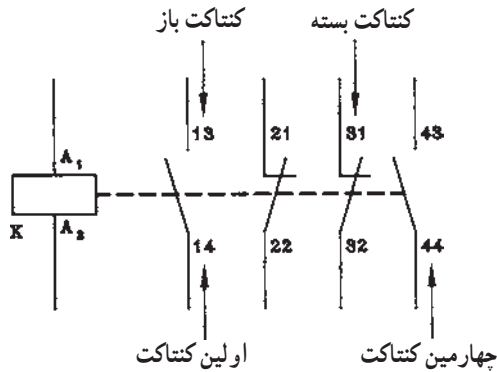 کنتاکت بسته
کنتاکت باز
13
21
31
43
A₁
K
A₂
14
22
32
44
چهارمین کنتاکت
اولین کنتاکت